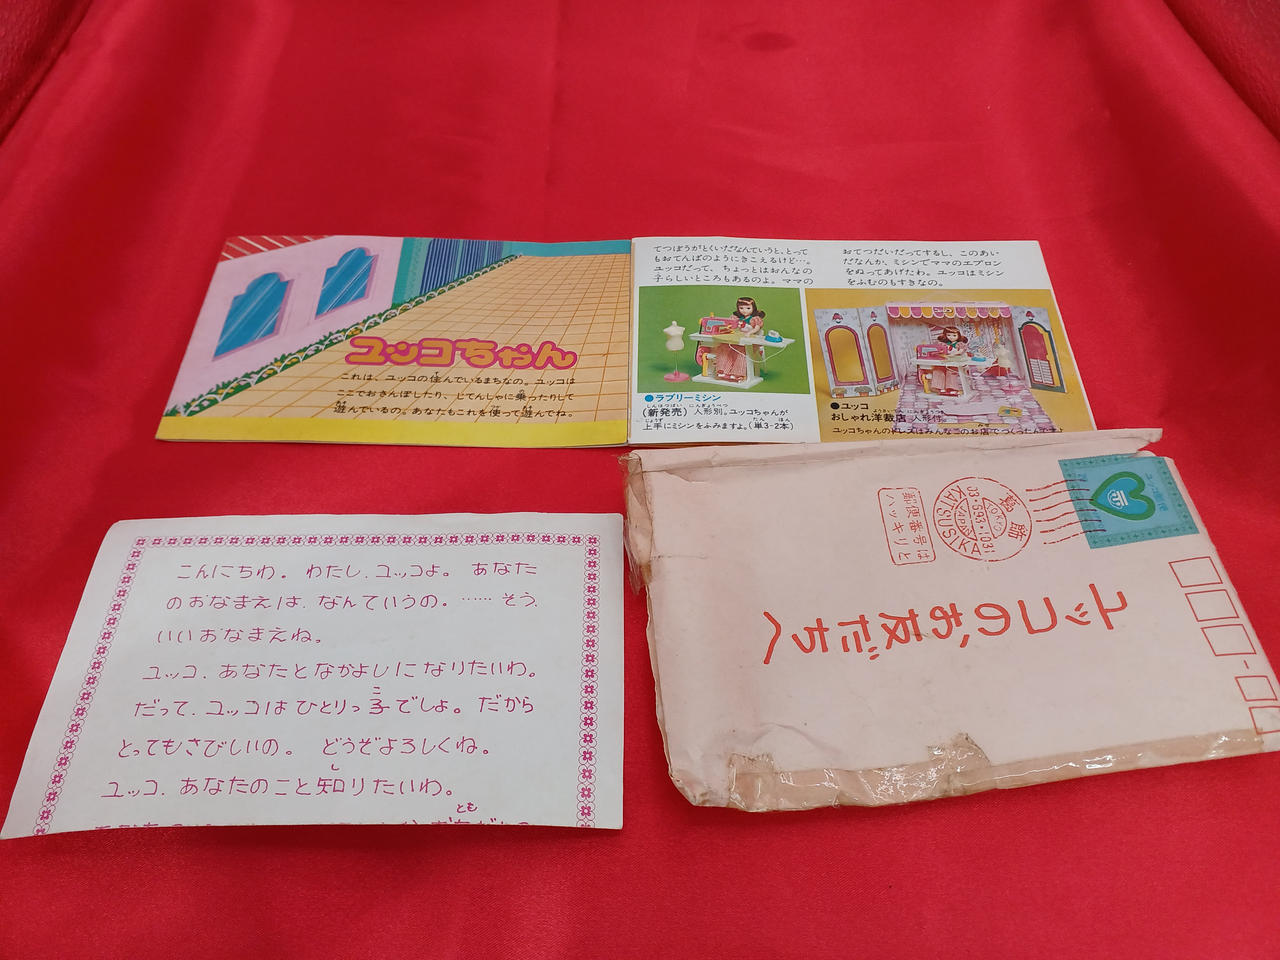 ユッコちゃん
これは、ユッコの住んでいるまちなの。ユッコは
ここでおさんぽしたり、じてんしゃに乗ったりして
遊んでいるの。あなたもこれを使って遊んでね。
てつぼうがとくいだなんていうと、とって
もおてんばのようにきこえるけど…。
ユッコだって、ちょっとはおんなの
子らしいところもあるのよ。ママの
おてつだいだってするし、このあい
だなんか、ミシンでママのエプロン
をぬってあげたわ。ユッコはミシン
をふむのもすきなの。
●ラブリーミシン
(新発売) 人形別。ユッコちゃんが
上手にミシンをふみますよ。(単3-2本)
●ユッコ
おしゃれ洋裁店 人形付。
ユッコちゃんのドレスはみんなこのお店でつくったんです
こんにちわ。わたし、ユッコよ。あなた
のおなまえは、なんていうの。……そう、
いいおなまえね。
ユッコ、あなたとなかよしになりたいわ。
だって、ユッコはひとりっ子でしょ。だから
とってもさびしいの。どうぞよろしくね。
ユッコ、あなたのこと知りたいわ。
ユッコのお友だちへ
郵便番号は
ハッキリと
KATSUSIKA
TOKYO
JAPAN